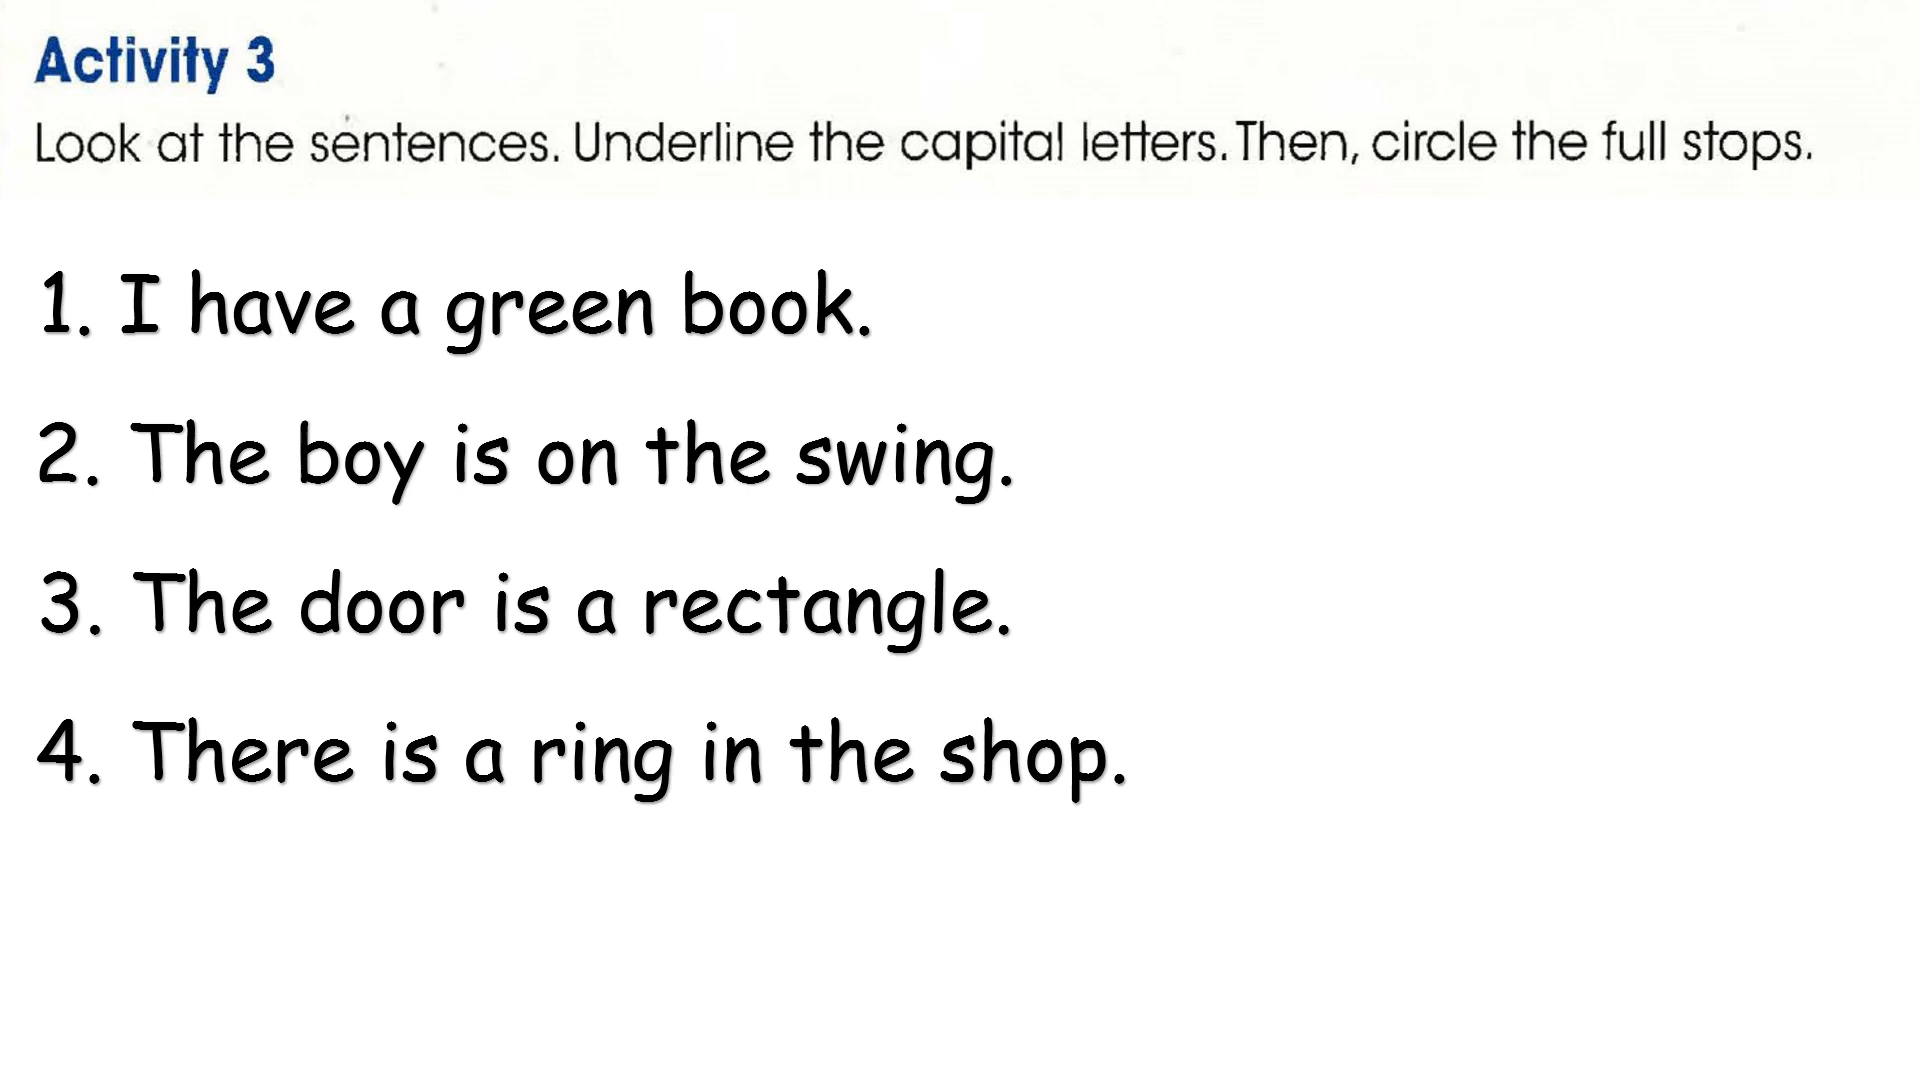 Activity 3
Look at the sentences. Underline the capital letters. Then, circle the full stops.
1. I have a green book.
2. The boy is on the swing.
3. The door is a rectangle.
4. There is a ring in the shop.